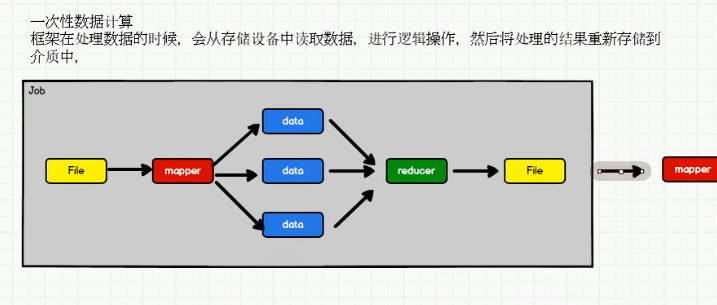 一次性数据计算
框架在处理数据的时候，会从存储设备中读取数据，进行逻辑操作，然后将处理的结果重新存储到
介质中，
Job
data
File
mapper
data
reducer
File
mapper
data